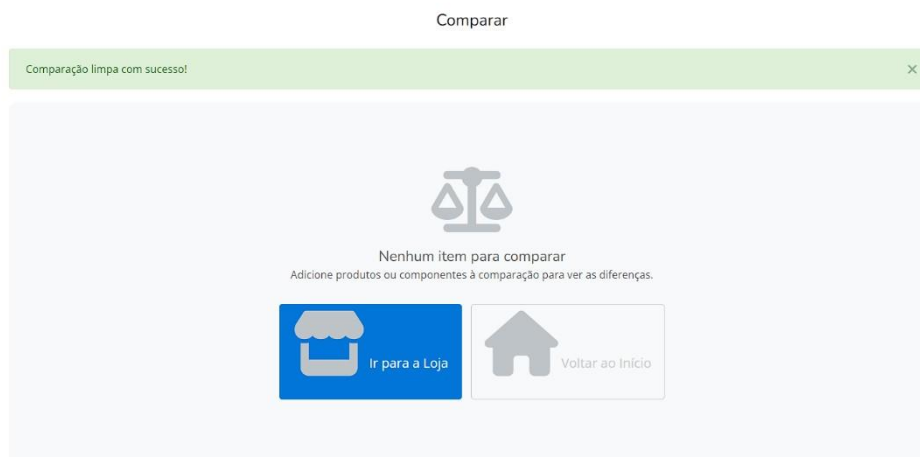 Comparar
Comparação limpa com sucesso!
×
Nenhum item para comparar
Adicione produtos ou componentes à comparação para ver as diferenças.
Ir para a Loja
Voltar ao Início